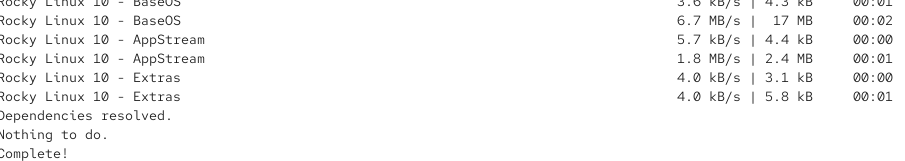 Rocky Linux 10 - BaseOS 3.6 kB/s | 4.3 kB 00:01
Rocky Linux 10 - BaseOS 6.7 MB/s | 17 MB 00:02
Rocky Linux 10 - AppStream 5.7 kB/s | 4.4 kB 00:00
Rocky Linux 10 - AppStream 1.8 MB/s | 2.4 MB 00:01
Rocky Linux 10 - Extras 4.0 kB/s | 3.1 kB 00:00
Rocky Linux 10 - Extras 4.0 kB/s | 5.8 kB 00:01
Dependencies resolved.
Nothing to do.
Complete!